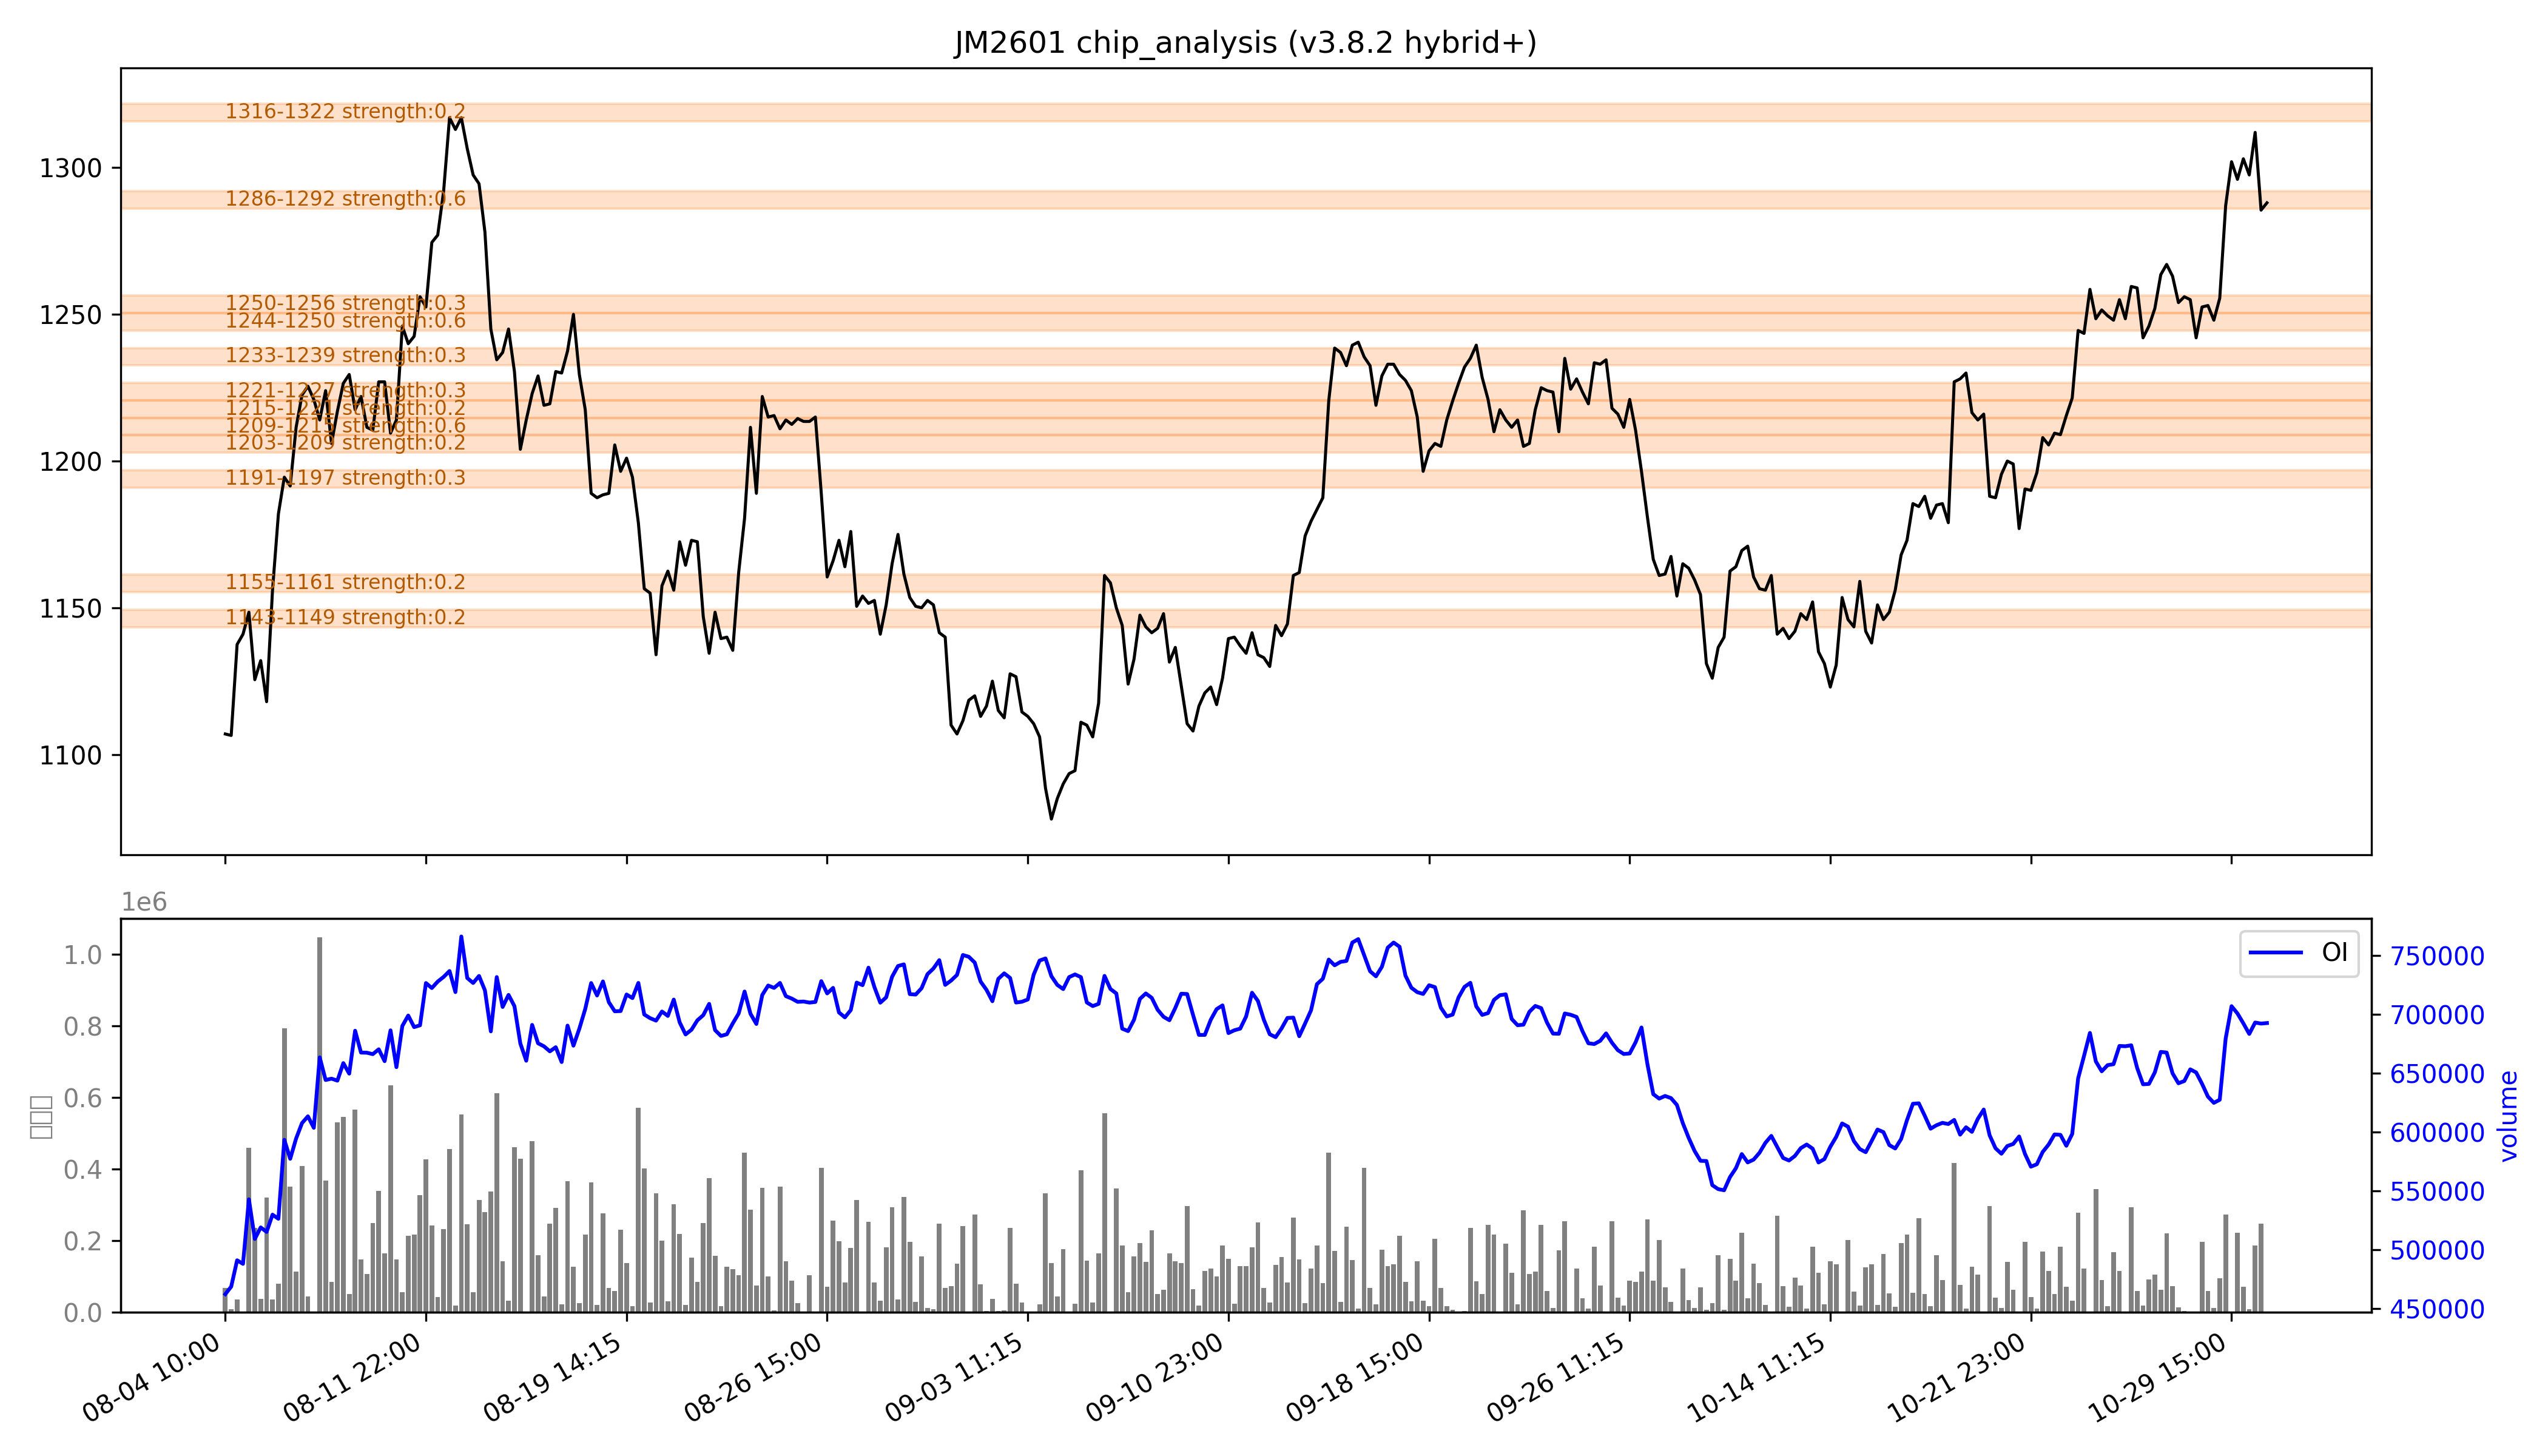 JM2601 chip_analysis (v3.8.2 hybrid+)
1316-1322 strength:0.2
1300
1286-1292 strength:0.6
1250-1256 strength:0.3
1250
1244-1250 strength:0.6
1233-1239 strength:0.3
1221-1227 strength:0.3
1215-1221 strength:0.2
1209-1215 strength:0.6
1203-1209 strength:0.2
1200
1191-1197 strength:0.3
1155-1161 strength:0.2
1150
1143-1149 strength:0.2
1100
1e6
OI
1.0
0.8
0.6
0.4
0.2
0.0
750000
700000
650000
600000
550000
500000
450000
volume
08-04 10:00
08-11 22:00
08-19 14:15
08-26 15:00
09-03 11:15
09-10 23:00
09-18 15:00
09-26 11:15
10-14 11:15
10-21 23:00
10-29 15:00